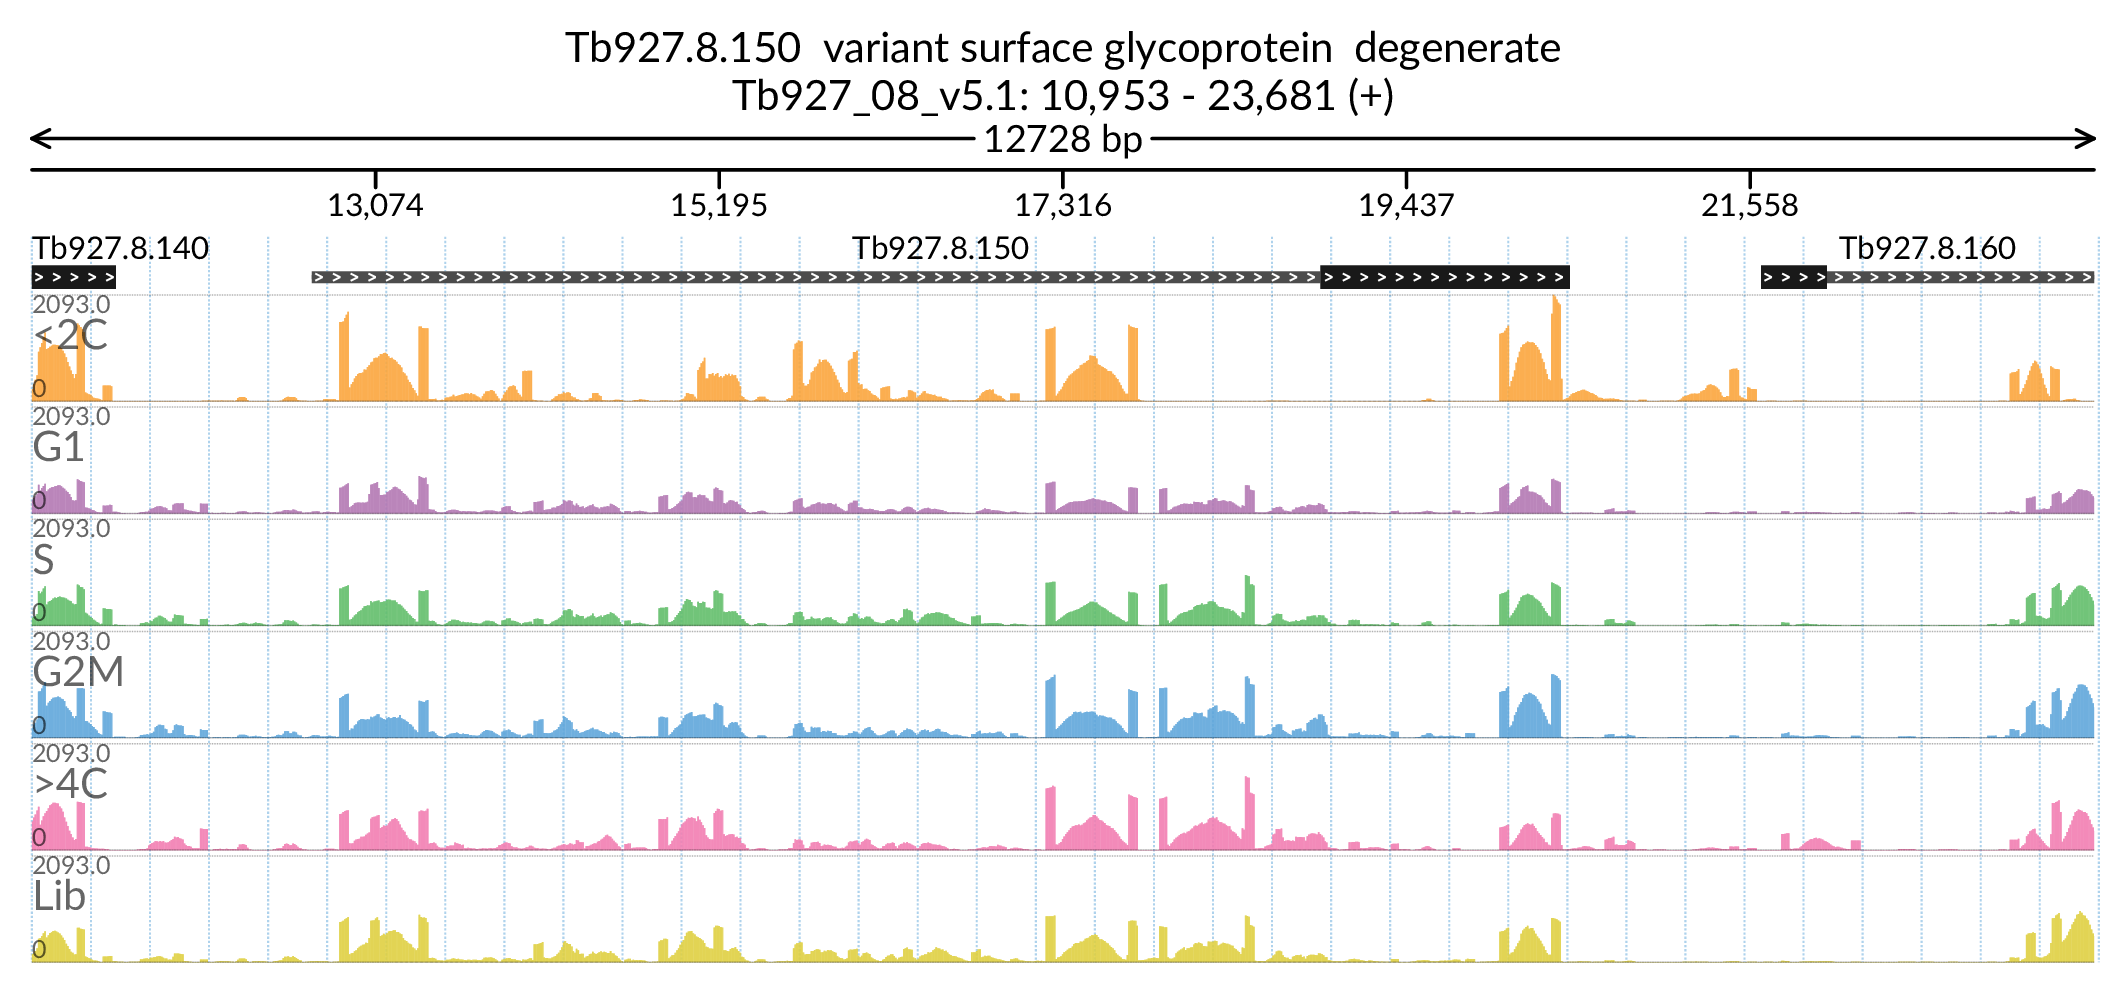 Tb927.8.150  variant surface glycoprotein  degenerate
Tb927_08_v5.1: 10,953 - 23,681 (+)
12728 bp
13,074 15,195 17,316 19,437 21,558
Tb927.8.140 Tb927.8.150 Tb927.8.160
2093.0
<2C
0
2093.0
G1
0
2093.0
S
0
2093.0
G2M
0
2093.0
>4C
0
2093.0
Lib
0